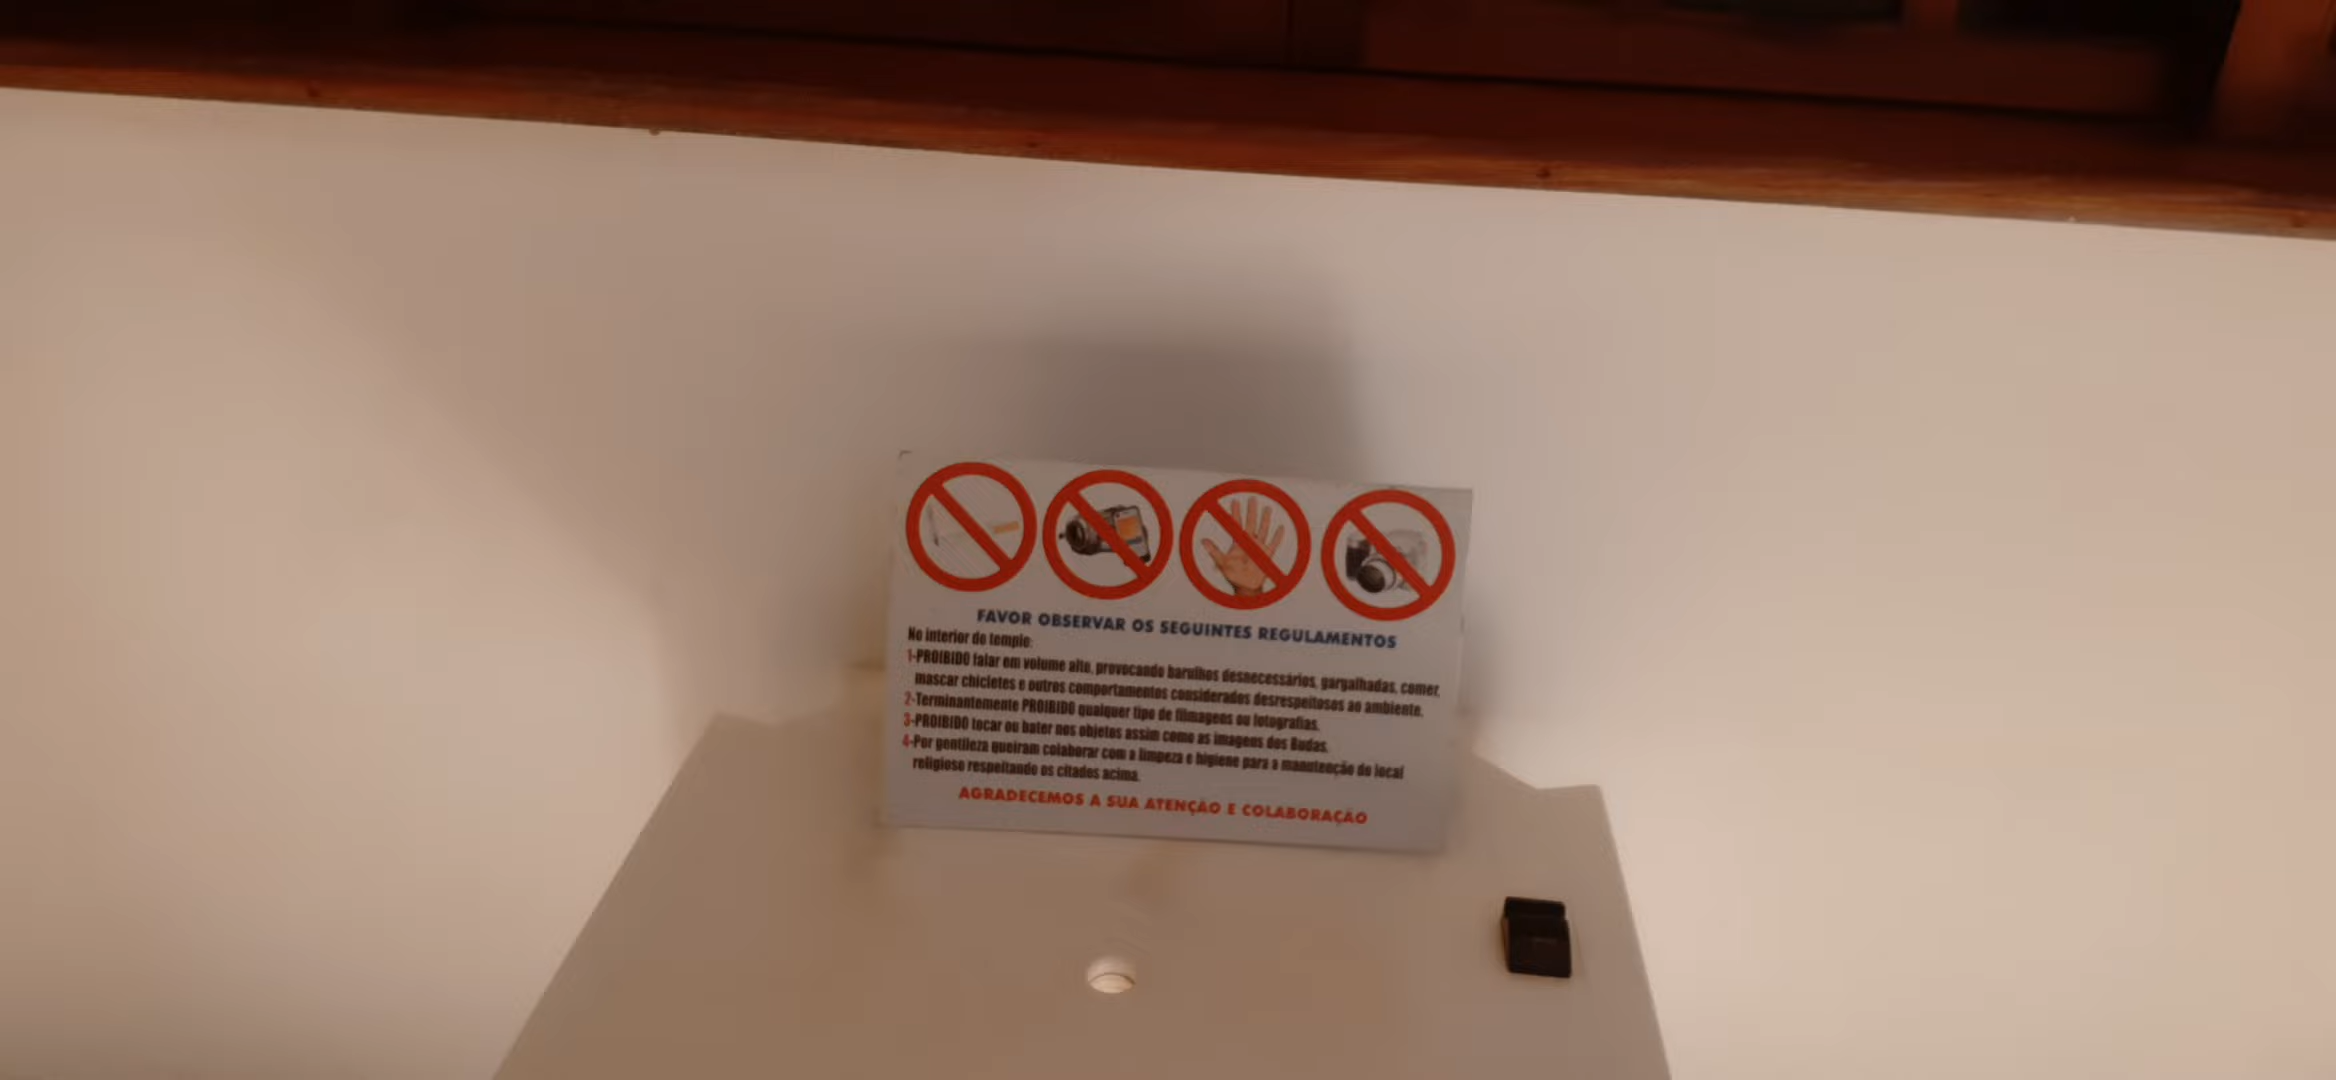 FAVOR OBSERVAR OS SEGUINTES REGULAMENTOS
No interior do templo:
1-PROIBIDO falar em volume alto, provocando barulhos desnecessários, gargalhadas, comer,
mascar chicletes e outros comportamentos considerados desrespeitosos ao ambiente.
2-Terminantemente PROIBIDO qualquer tipo de filmagens ou fotografias.
3-PROIBIDO tocar ou bater nos objetos assim como as imagens dos Budas.
4-Por gentileza queiram colaborar com a limpeza e higiene para a manutenção do local
religioso respeitando os citados acima.
AGRADECEMOS A SUA ATENÇÃO E COLABORAÇÃO